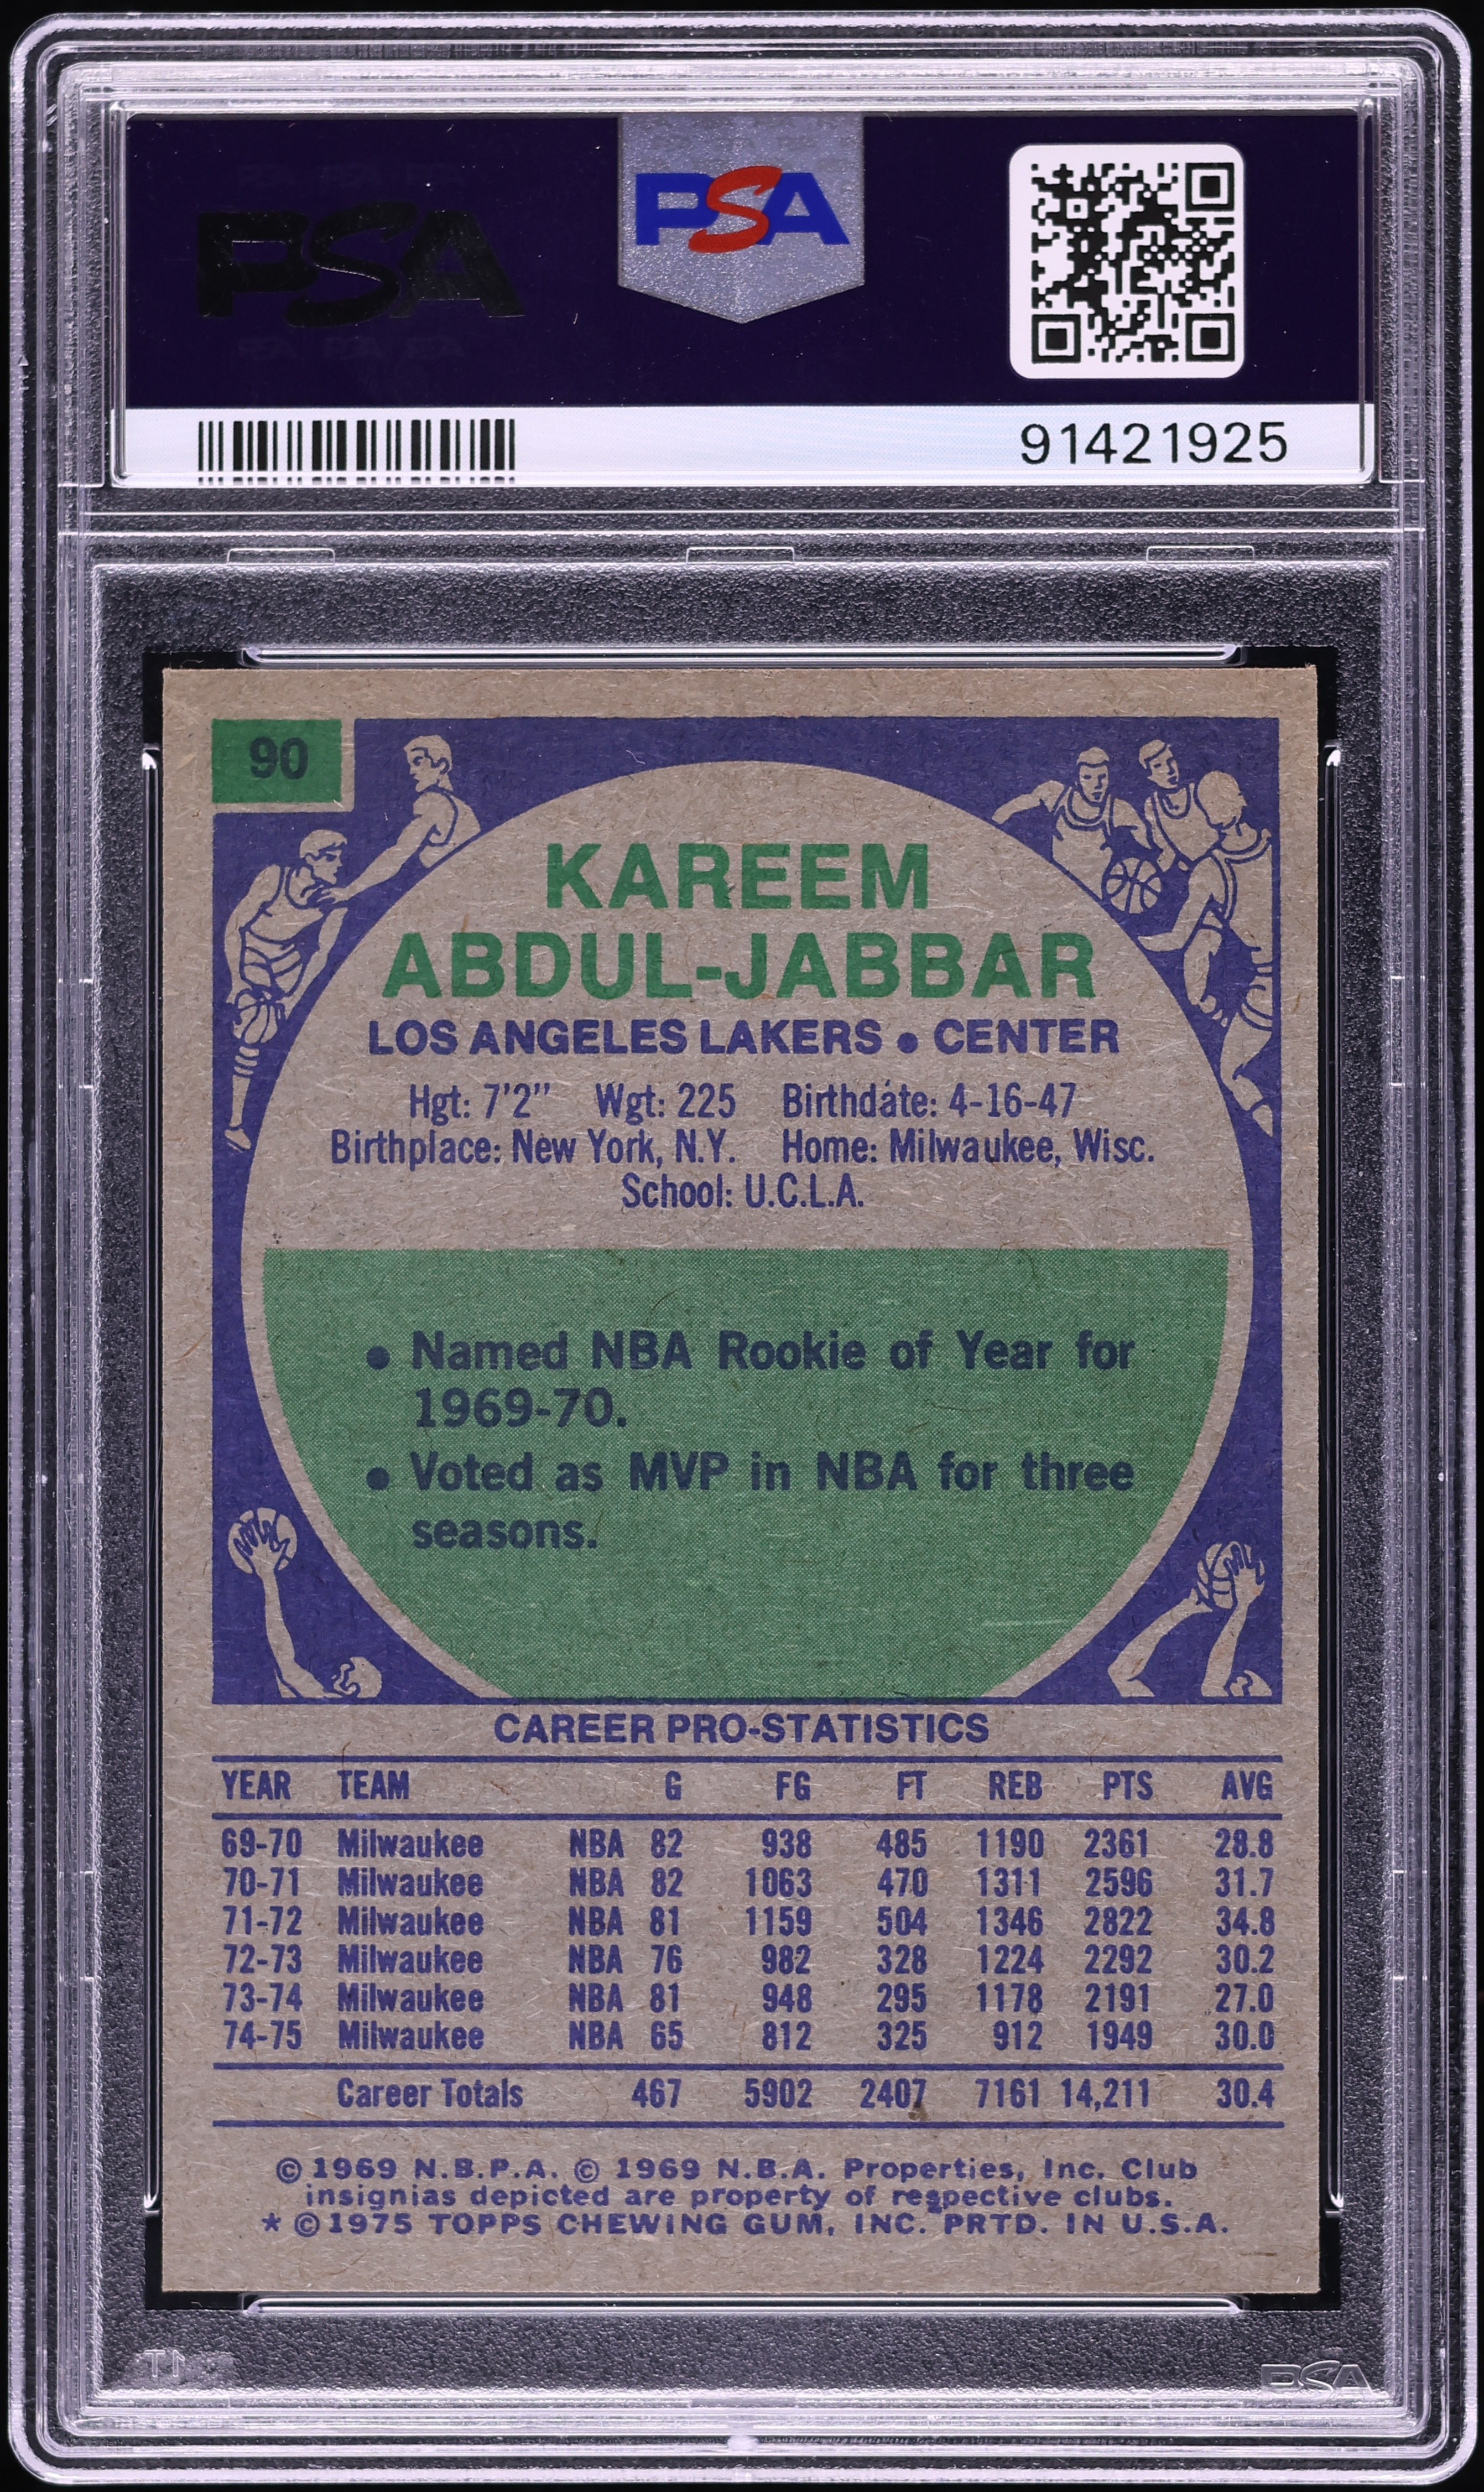 PSA
PSA
91421925
90
KAREEM
ABDUL-JABBAR
LOS ANGELES LAKERS • CENTER
Hgt: 7'2" Wgt: 225 Birthdate: 4-16-47
Birthplace: New York, N.Y. Home: Milwaukee, Wisc.
School: U.C.L.A.
• Named NBA Rookie of Year for
1969-70.
• Voted as MVP in NBA for three
seasons.
CAREER PRO-STATISTICS
YEAR TEAM G FG FT REB PTS AVG
69-70 Milwaukee NBA 82 938 485 1190 2361 28.8
70-71 Milwaukee NBA 82 1063 470 1311 2596 31.7
71-72 Milwaukee NBA 81 1159 504 1346 2822 34.8
72-73 Milwaukee NBA 76 982 328 1224 2292 30.2
73-74 Milwaukee NBA 81 948 295 1178 2191 27.0
74-75 Milwaukee NBA 65 812 325 912 1949 30.0
Career Totals 467 5902 2407 7161 14,211 30.4
© 1969 N.B.P.A. © 1969 N.B.A. Properties, Inc. Club
insignias depicted are property of respective clubs.
* © 1975 TOPPS CHEWING GUM, INC. PRTD. IN U.S.A.
PSA